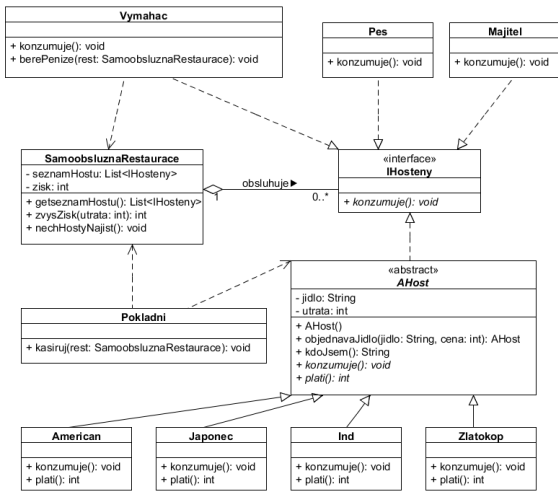 Vymahac
+ konzumuje(): void
+ berePenize(rest: SamoobsluznaRestaurace): void
Pes
+ konzumuje(): void
Majitel
+ konzumuje(): void
SamoobsluznaRestaurace
- seznamHostu: List<IHosteny>
- zisk: int
+ getseznamHostu(): List<IHosteny>
+ zvysZisk(utrata: int): int
+ nechHostyNajist(): void
1
obsluhuje
0..*
«interface»
IHosteny
+ konzumuje(): void
«abstract»
AHost
- jidlo: String
- utrata: int
+ AHost()
+ objednavaJidlo(jidlo: String, cena: int): AHost
+ kdoJsem(): String
+ konzumuje(): void
+ plati(): int
Pokladni
+ kasiruj(rest: SamoobsluznaRestaurace): void
American
+ konzumuje(): void
+ plati(): int
Japonec
+ konzumuje(): void
+ plati(): int
Ind
+ konzumuje(): void
+ plati(): int
Zlatokop
+ konzumuje(): void
+ plati(): int